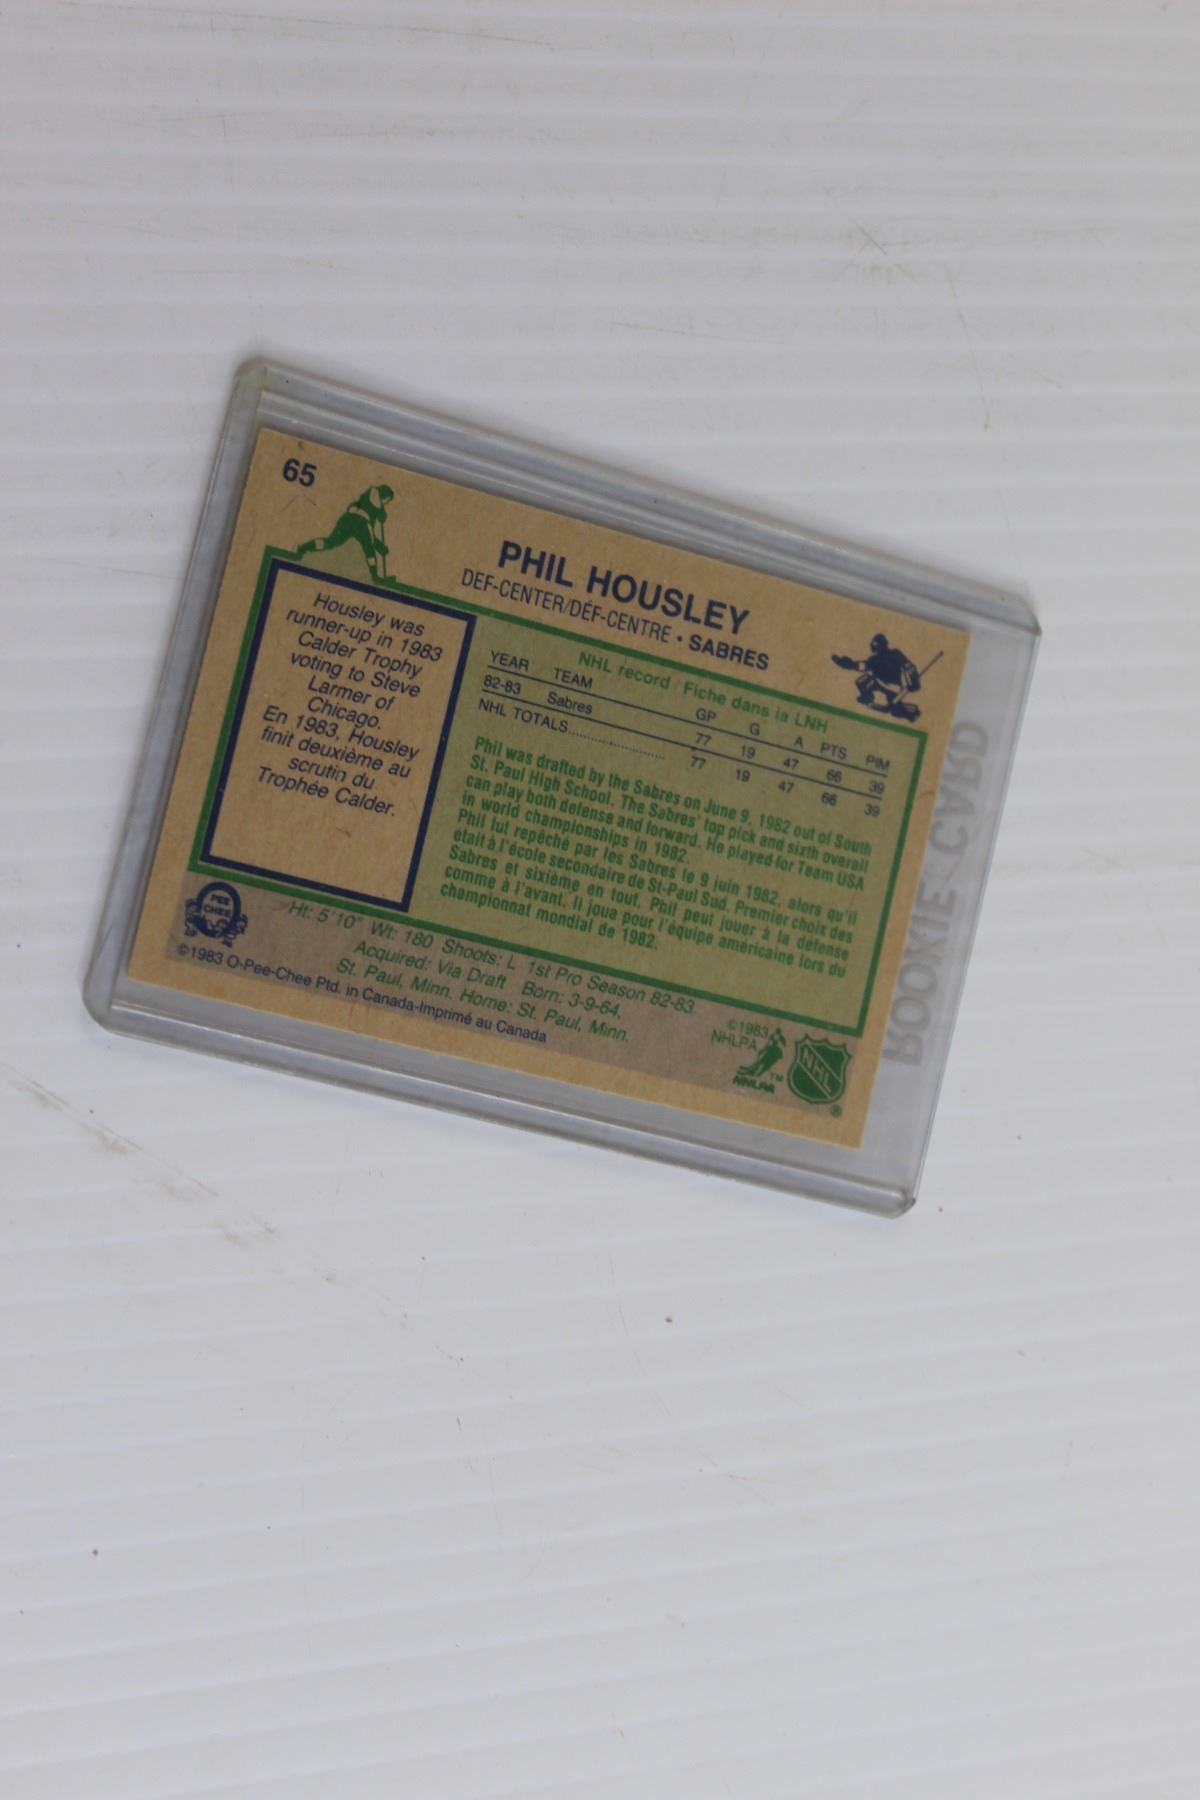 65
PHIL HOUSLEY
DEF-CENTER/DÉF-CENTRE • SABRES
Housley was
runner-up in 1983
Calder Trophy
voting to Steve
Larmer of
Chicago.
En 1983, Housley
finit deuxième au
scrutin du
Trophée Calder.
NHL record / Fiche dans la LNH
YEAR TEAM GP G A PTS PIM
82-83 Sabres 77 19 47 66 39
NHL TOTALS........................ 77 19 47 66 39
Phil was drafted by the Sabres on June 9, 1982 out of South
St. Paul High School. The Sabres' top pick and sixth overall
can play both defense and forward. He played for Team USA
in world championships in 1982.
Phil fut repêché par les Sabres le 9 juin 1982, alors qu'il
était à l'école secondaire de St-Paul Sud. Premier choix des
Sabres et sixième en tout, Phil peut jouer à la défense
comme à l'avant. Il joua pour l'équipe américaine lors du
championnat mondial de 1982.
PEE
CHEE
Ht: 5'10" Wt: 180 Shoots: L 1st Pro Season 82-83
Acquired: Via Draft Born: 3-9-64,
St. Paul, Minn. Home: St. Paul, Minn.
©1983 O-Pee-Chee Ptd. in Canada-Imprimé au Canada
©1983
NHLPA
NHLPA ™
NHL ®
ROOKIE CARD